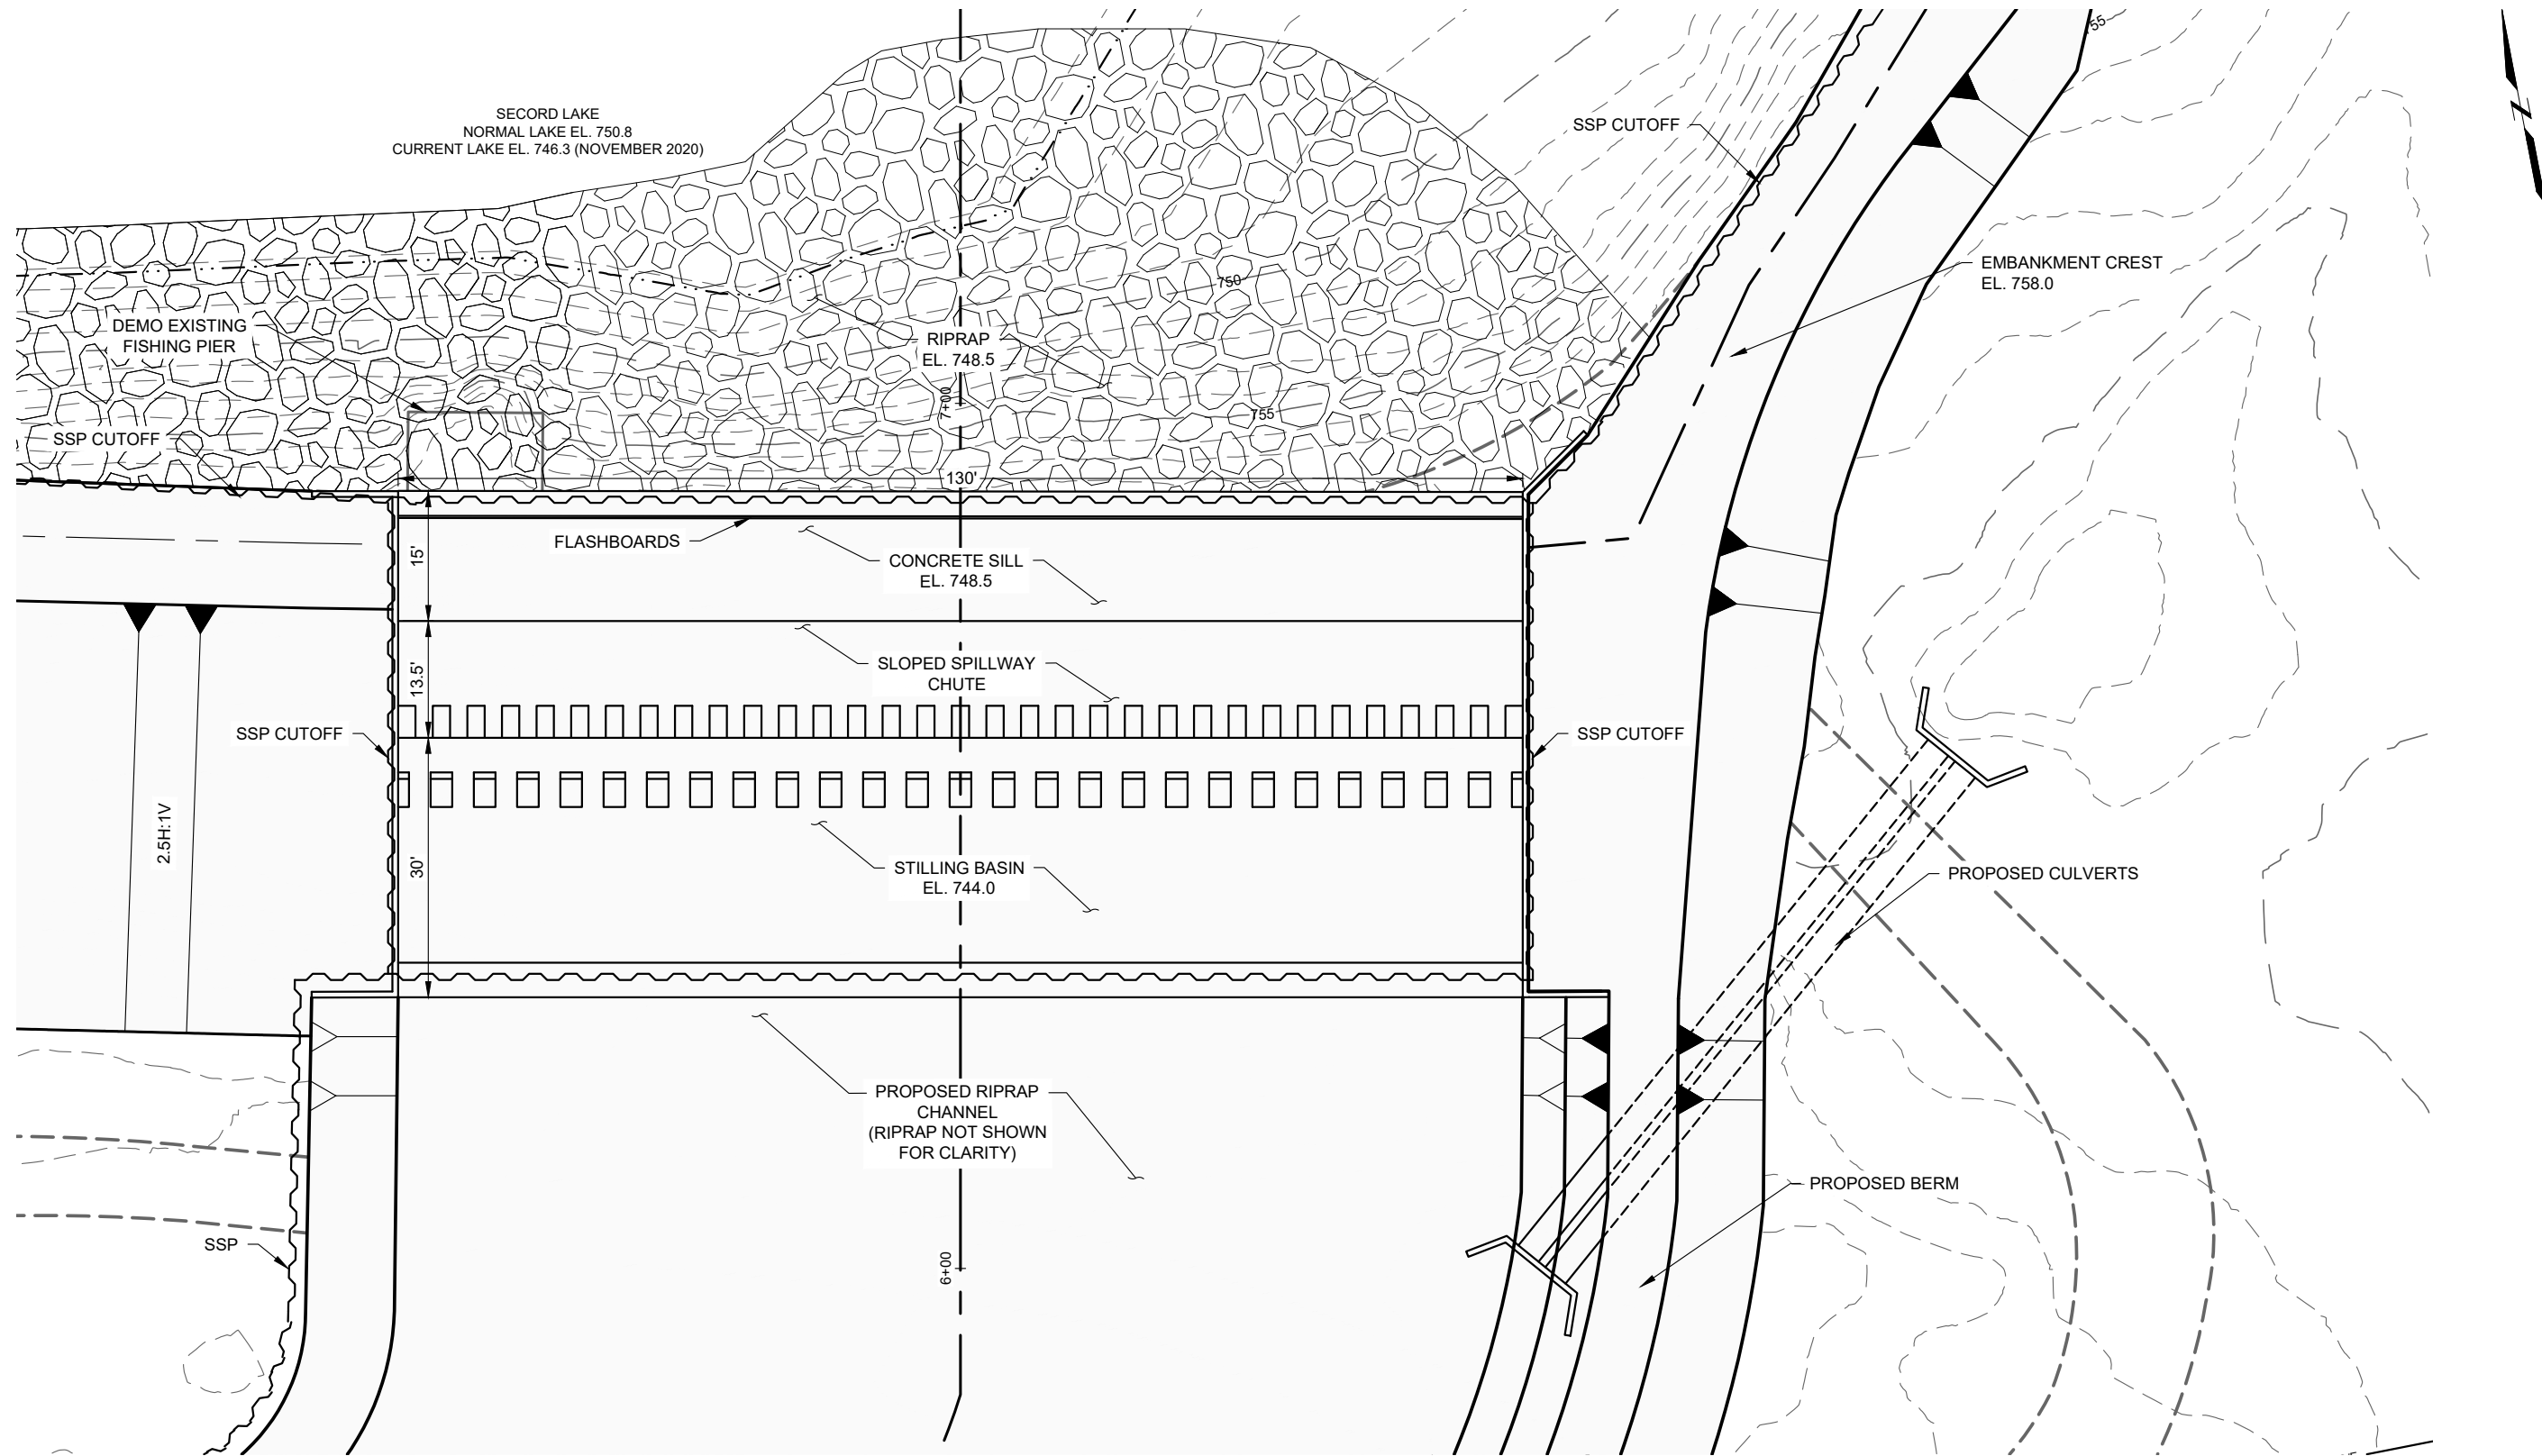 55
SECORD LAKE
NORMAL LAKE EL. 750.8
CURRENT LAKE EL. 746.3 (NOVEMBER 2020)
SSP CUTOFF
N
EMBANKMENT CREST
EL. 758.0
750
DEMO EXISTING
FISHING PIER
RIPRAP
EL. 748.5
7+00
755
SSP CUTOFF
130'
FLASHBOARDS
15'
CONCRETE SILL
EL. 748.5
SLOPED SPILLWAY
CHUTE
13.5'
SSP CUTOFF
SSP CUTOFF
2.5H:1V
30'
STILLING BASIN
EL. 744.0
PROPOSED CULVERTS
PROPOSED RIPRAP
CHANNEL
(RIPRAP NOT SHOWN
FOR CLARITY)
PROPOSED BERM
SSP
6+00